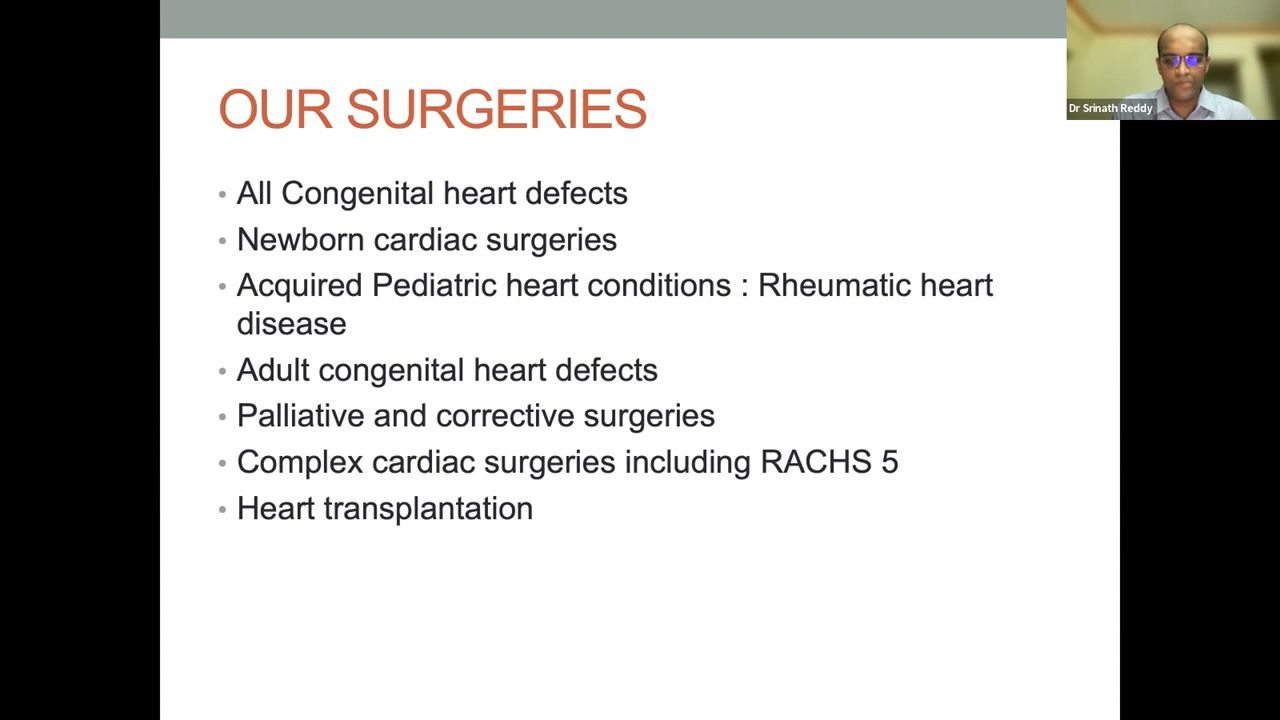 OUR SURGERIES
• All Congenital heart defects
• Newborn cardiac surgeries
• Acquired Pediatric heart conditions : Rheumatic heart
disease
• Adult congenital heart defects
• Palliative and corrective surgeries
• Complex cardiac surgeries including RACHS 5
• Heart transplantation
Dr Srinath Reddy